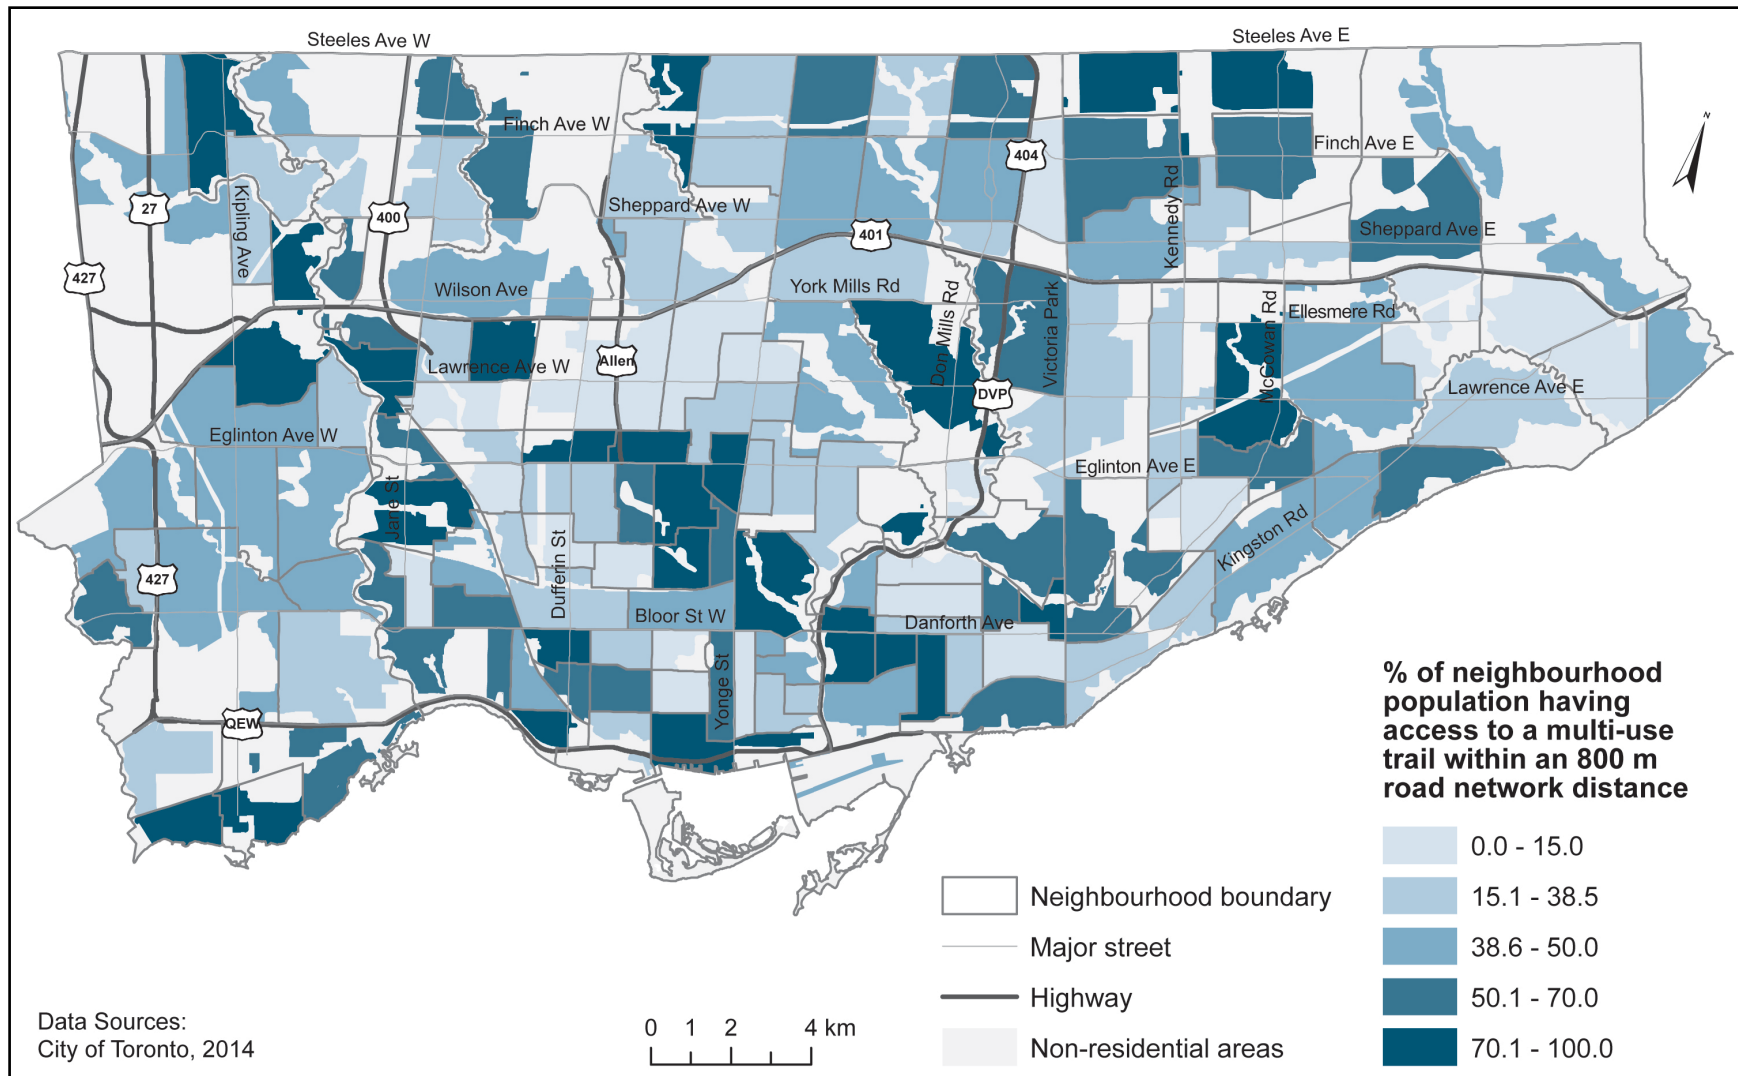 Steeles Ave W
Steeles Ave E
Finch Ave W
Finch Ave E
404
27
Kipling Ave
400
Sheppard Ave W
Kennedy Rd
401
Sheppard Ave E
427
Wilson Ave
York Mills Rd
Don Mills Rd
Victoria Park
McCowan Rd
Ellesmere Rd
Allen
Lawrence Ave W
DVP
Lawrence Ave E
Eglinton Ave W
Eglinton Ave E
Jane St
Dufferin St
Kingston Rd
427
Bloor St W
Danforth Ave
Yonge St
QEW
N
% of neighbourhood
population having
access to a multi-use
trail within an 800 m
road network distance
0.0 - 15.0
15.1 - 38.5
38.6 - 50.0
50.1 - 70.0
70.1 - 100.0
Neighbourhood boundary
Major street
Highway
Non-residential areas
0 1 2 4 km
Data Sources:
City of Toronto, 2014